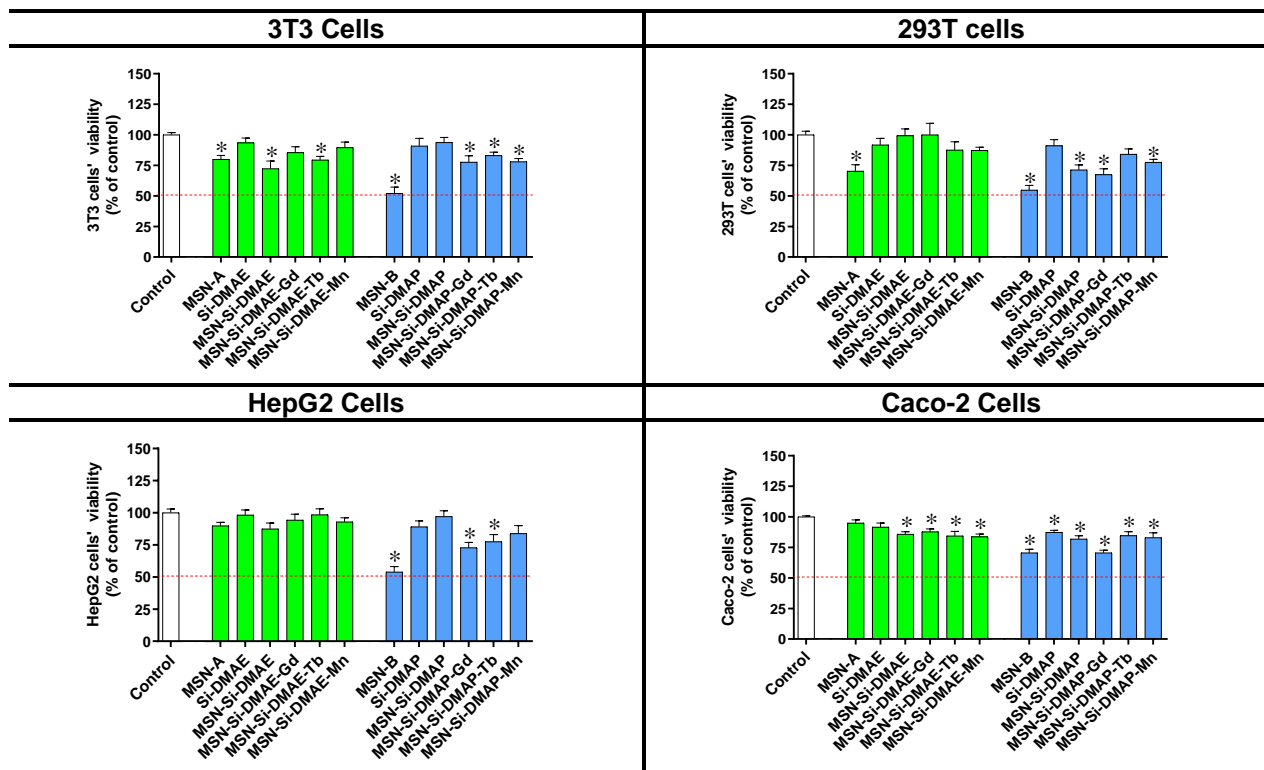 3T3 Cells
293T cells
3T3 cells' viability
(% of control)
150
125
100
75
50
25
0
*
*
*
*
*
*
*
Control
MSN-A
Si-DMAE
MSN-Si-DMAE
MSN-Si-DMAE-Gd
MSN-Si-DMAE-Tb
MSN-Si-DMAE-Mn
MSN-B
Si-DMAP
MSN-Si-DMAP
MSN-Si-DMAP-Gd
MSN-Si-DMAP-Tb
MSN-Si-DMAP-Mn
293T cells' viability
(% of control)
150
125
100
75
50
25
0
*
*
*
*
*
Control
MSN-A
Si-DMAE
MSN-Si-DMAE
MSN-Si-DMAE-Gd
MSN-Si-DMAE-Tb
MSN-Si-DMAE-Mn
MSN-B
Si-DMAP
MSN-Si-DMAP
MSN-Si-DMAP-Gd
MSN-Si-DMAP-Tb
MSN-Si-DMAP-Mn
HepG2 Cells
Caco-2 Cells
HepG2 cells' viability
(% of control)
150
125
100
75
50
25
0
*
*
*
Control
MSN-A
Si-DMAE
MSN-Si-DMAE
MSN-Si-DMAE-Gd
MSN-Si-DMAE-Tb
MSN-Si-DMAE-Mn
MSN-B
Si-DMAP
MSN-Si-DMAP
MSN-Si-DMAP-Gd
MSN-Si-DMAP-Tb
MSN-Si-DMAP-Mn
Caco-2 cells' viability
(% of control)
150
125
100
75
50
25
0
*
*
*
*
*
*
*
*
*
*
Control
MSN-A
Si-DMAE
MSN-Si-DMAE
MSN-Si-DMAE-Gd
MSN-Si-DMAE-Tb
MSN-Si-DMAE-Mn
MSN-B
Si-DMAP
MSN-Si-DMAP
MSN-Si-DMAP-Gd
MSN-Si-DMAP-Tb
MSN-Si-DMAP-Mn